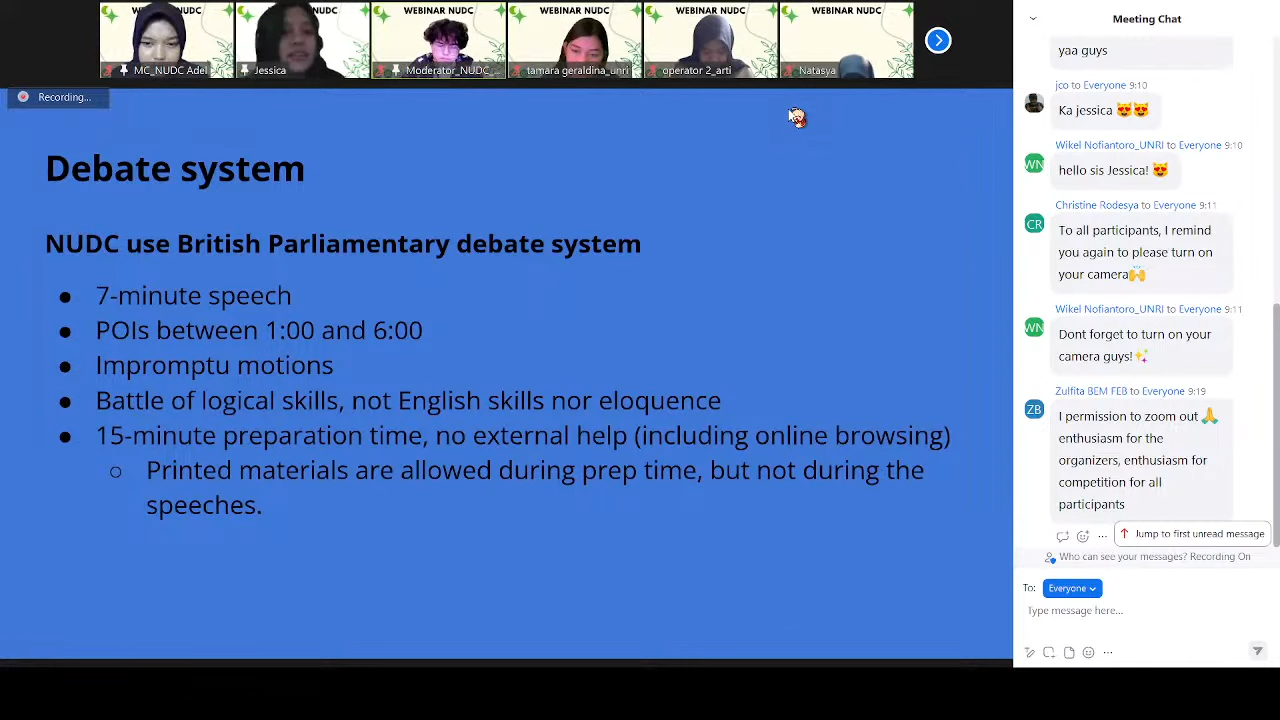 WEBINAR NUDC
WEBINAR NUDC
WEBINAR NUDC
WEBINAR NUDC
WEBINAR NUDC
MC_NUDC Adel
Jessica
Moderator_NUDC_...
tamara geraldina_unri
operator 2_arti
Natasya
Recording...
Debate system
NUDC use British Parliamentary debate system
● 7-minute speech
● POIs between 1:00 and 6:00
● Impromptu motions
● Battle of logical skills, not English skills nor eloquence
● 15-minute preparation time, no external help (including online browsing)
○ Printed materials are allowed during prep time, but not during the
speeches.
Meeting Chat
yaa guys
jco to Everyone 9:10
Ka jessica 😻😻
WN
Wikel Nofiantoro_UNRI to Everyone 9:10
hello sis Jessica! 😻
CR
Christine Rodesya to Everyone 9:11
To all participants, I remind
you again to please turn on
your camera🙌
WN
Wikel Nofiantoro_UNRI to Everyone 9:11
Dont forget to turn on your
camera guys!✨
ZB
Zulfita BEM FEB to Everyone 9:19
I permission to zoom out 🙏
enthusiasm for the
organizers, enthusiasm for
competition for all
participants
Jump to first unread message
Who can see your messages? Recording On
To: Everyone
Type message here...